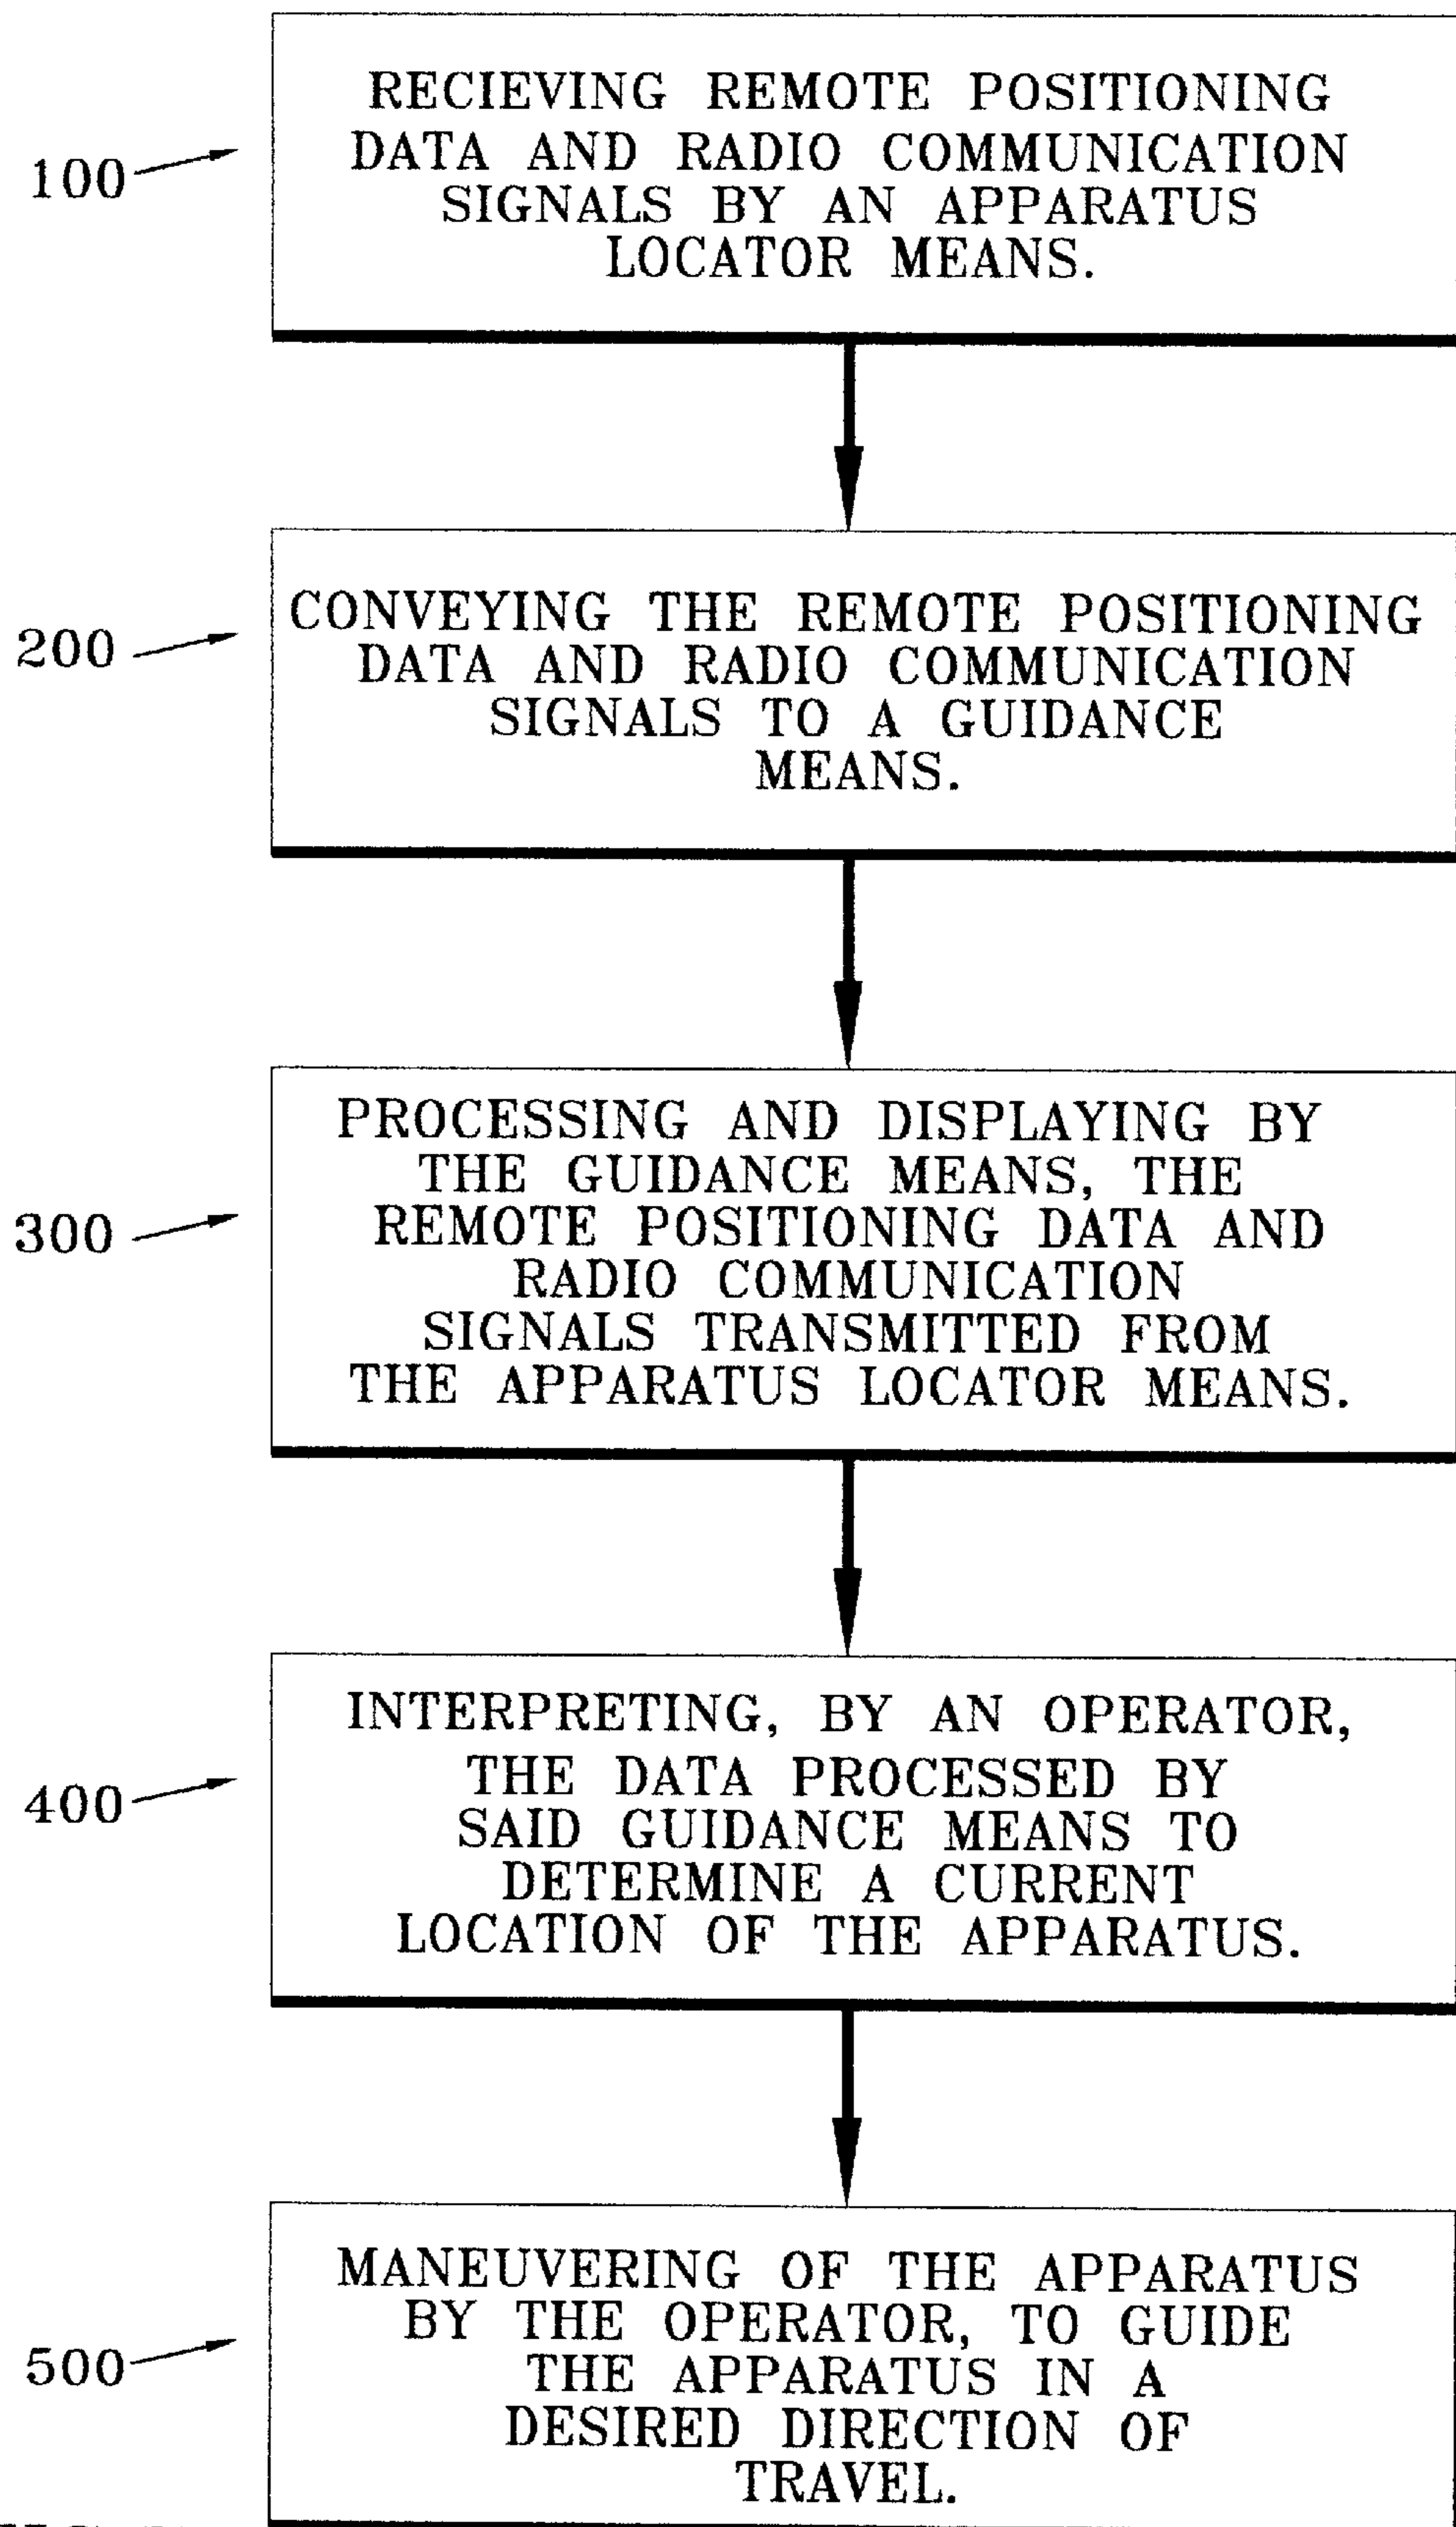 RECIEVING REMOTE POSITIONING
DATA AND RADIO COMMUNICATION
SIGNALS BY AN APPARATUS
LOCATOR MEANS.
100
CONVEYING THE REMOTE POSITIONING
DATA AND RADIO COMMUNICATION
SIGNALS TO A GUIDANCE
MEANS.
200
PROCESSING AND DISPLAYING BY
THE GUIDANCE MEANS, THE
REMOTE POSITIONING DATA AND
RADIO COMMUNICATION
SIGNALS TRANSMITTED FROM
THE APPARATUS LOCATOR MEANS.
300
INTERPRETING, BY AN OPERATOR,
THE DATA PROCESSED BY
SAID GUIDANCE MEANS TO
DETERMINE A CURRENT
LOCATION OF THE APPARATUS.
400
MANEUVERING OF THE APPARATUS
BY THE OPERATOR, TO GUIDE
THE APPARATUS IN A
DESIRED DIRECTION OF
TRAVEL.
500